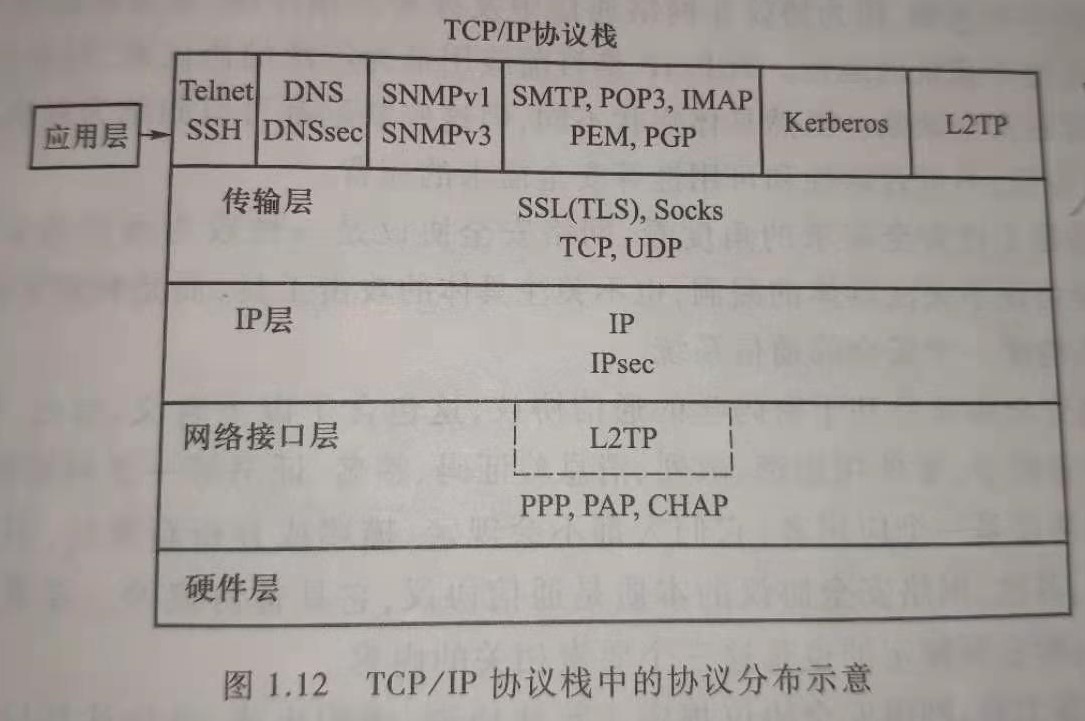 TCP/IP协议栈
应用层
Telnet
SSH
DNS
DNSsec
SNMPv1
SNMPv3
SMTP, POP3, IMAP
PEM, PGP
Kerberos
L2TP
传输层
SSL(TLS), Socks
TCP, UDP
IP层
IP
IPsec
网络接口层
L2TP
PPP, PAP, CHAP
硬件层
图 1.12 TCP/IP 协议栈中的协议分布示意